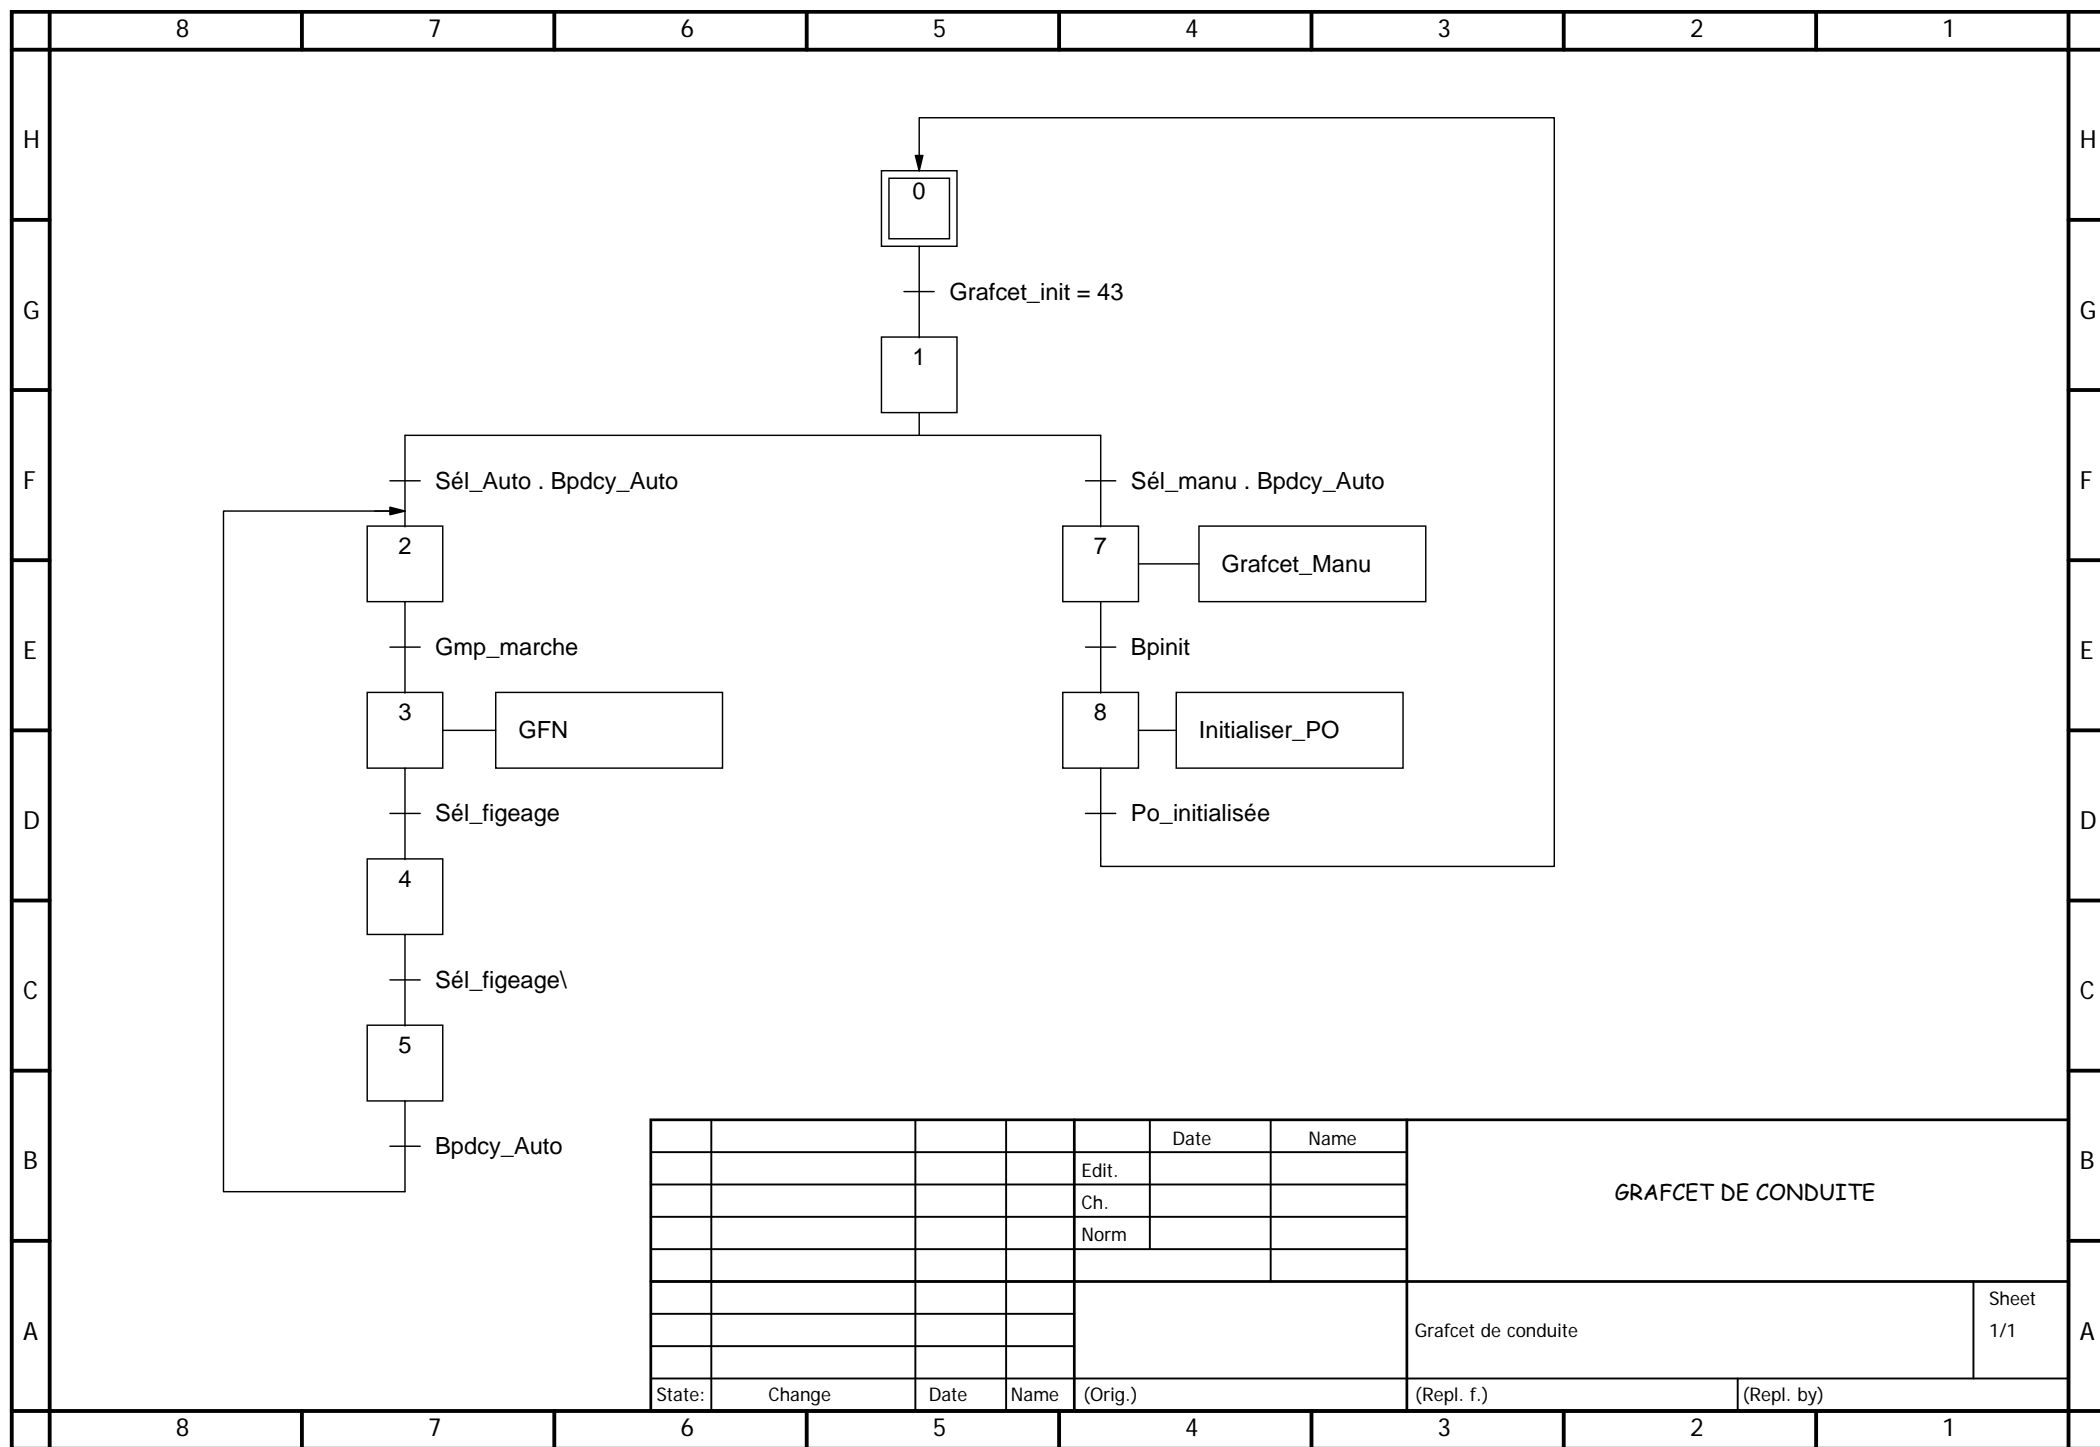 8 7 6 5 4 3 2 1
H H
0
Grafcet_init = 43
G G
1
F Sél_Auto . Bpdcy_Auto Sél_manu . Bpdcy_Auto F
2 7
Grafcet_Manu
E Gmp_marche Bpinit E
3 8
GFN Initialiser_PO
D Sél_figeage Po_initialisée D
4
C Sél_figeage\ C
5
Date Name
B Bpdcy_Auto B
Edit.
GRAFCET DE CONDUITE
Ch.
Norm
Sheet
A Grafcet de conduite 1/1 A
State: Change Date Name (Orig.) (Repl. f.) (Repl. by)
8 7 6 5 4 3 2 1